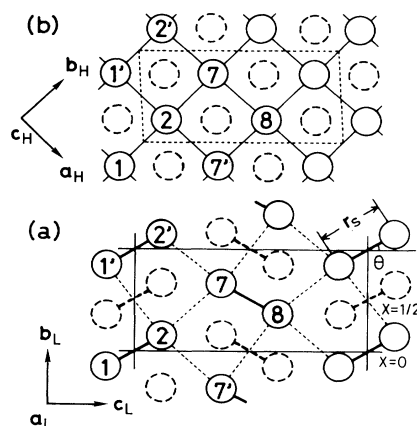 (b)
2'
b_H
1'
7
c_H
2
8
a_H
1
7'
(a)
r_s
1'
2'
θ
7
X=1/2
b_L
2
8
1
X=0
7'
a_L
c_L